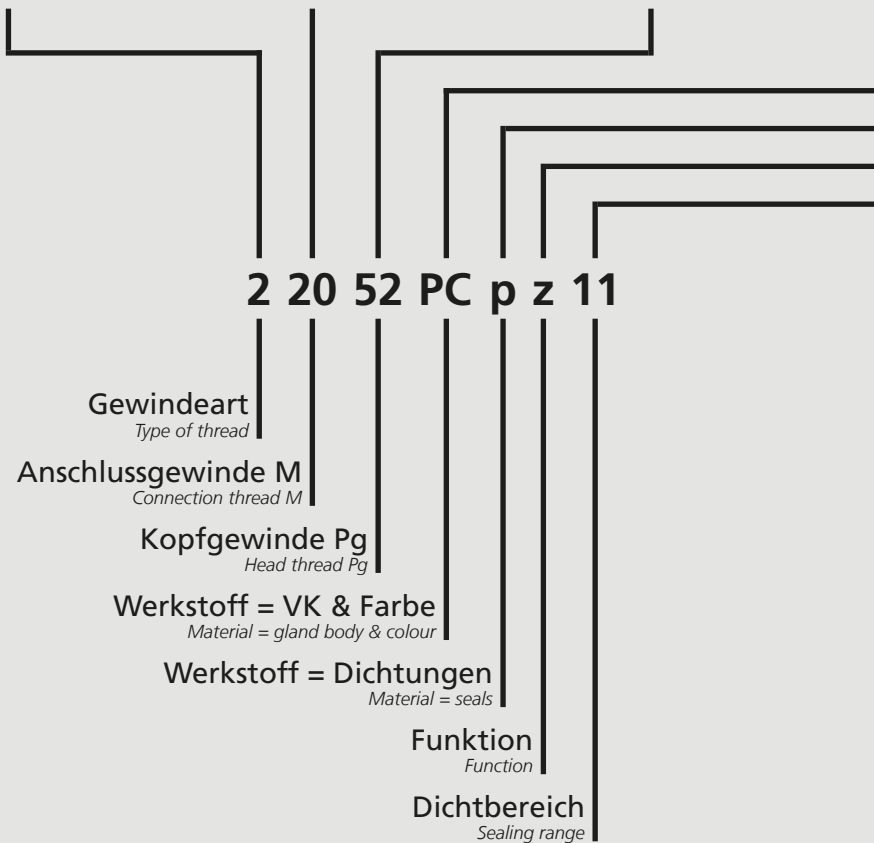 2 20 52 PC p z 11
Gewindeart
Type of thread
Anschlussgewinde M
Connection thread M
Kopfgewinde Pg
Head thread Pg
Werkstoff = VK & Farbe
Material = gland body & colour
Werkstoff = Dichtungen
Material = seals
Funktion
Function
Dichtbereich
Sealing range